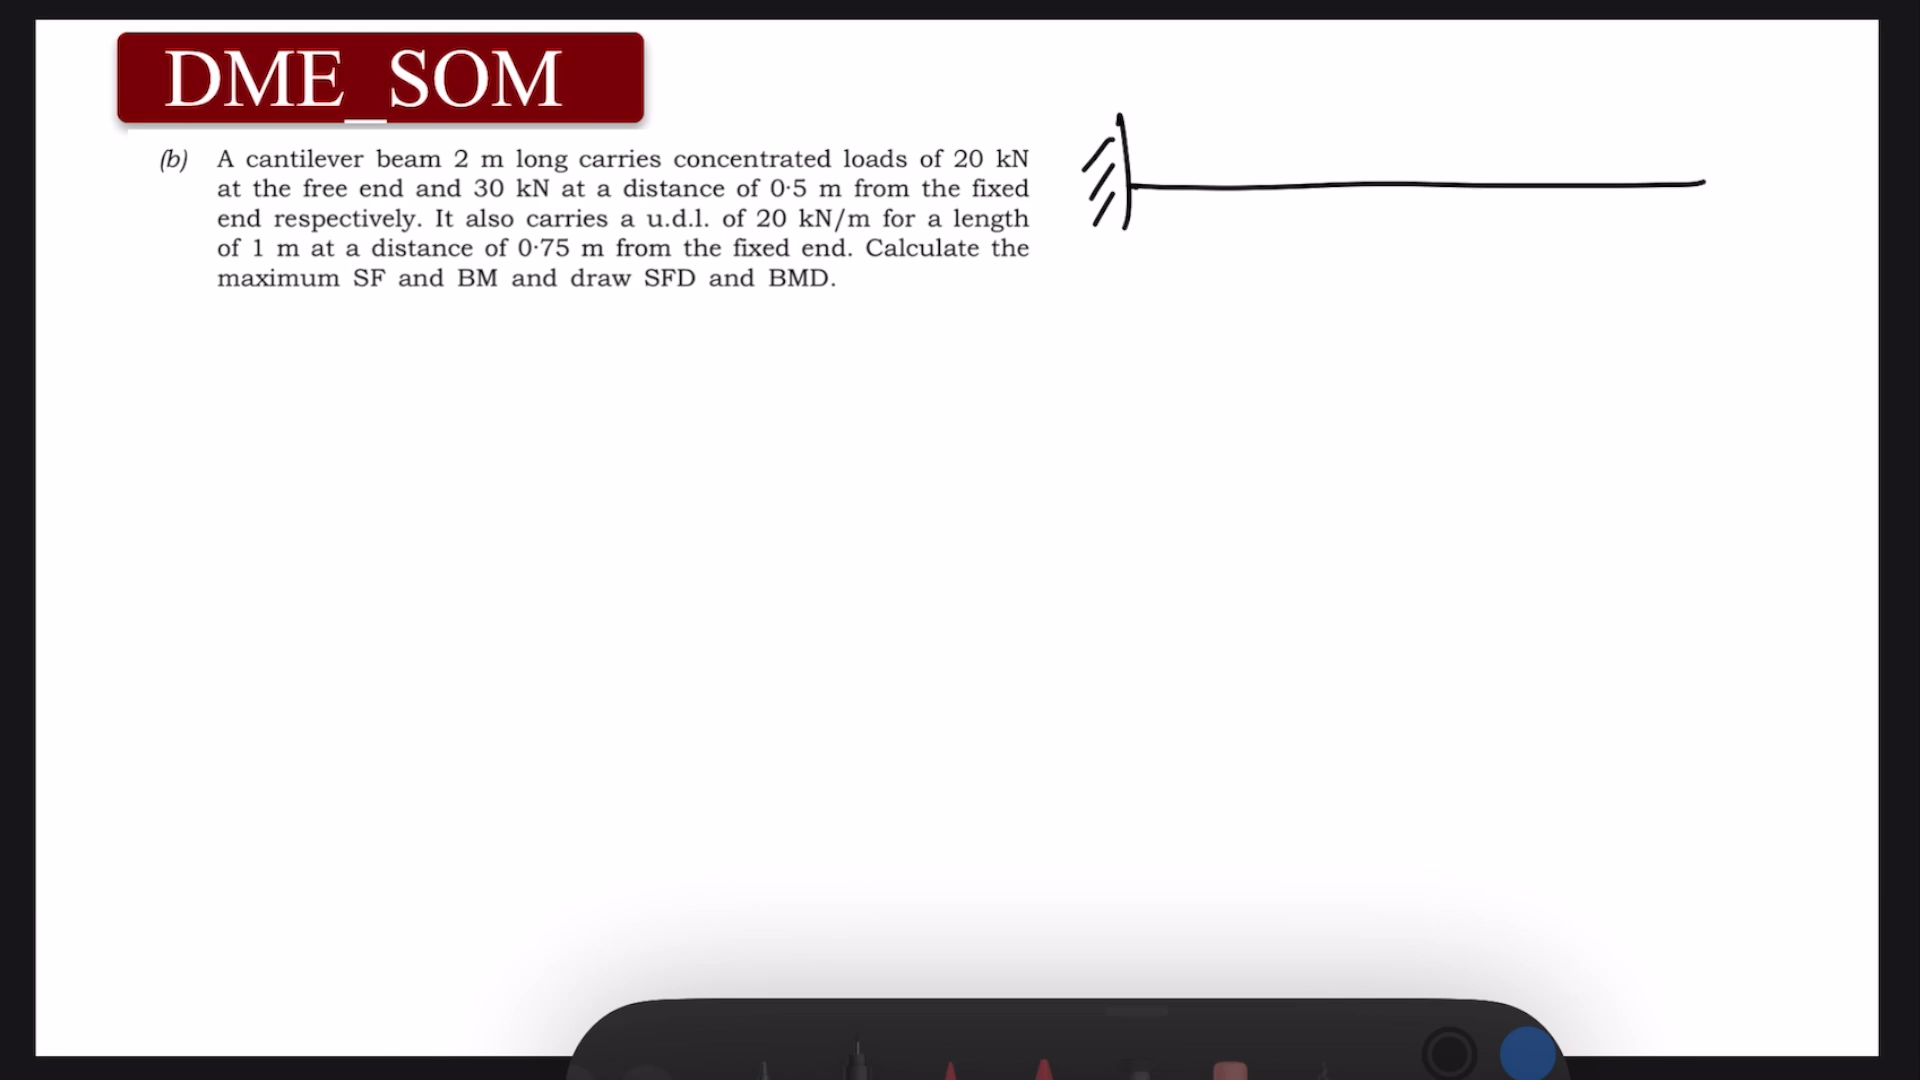 DME_SOM
(b) A cantilever beam 2 m long carries concentrated loads of 20 kN
at the free end and 30 kN at a distance of 0·5 m from the fixed
end respectively. It also carries a u.d.l. of 20 kN/m for a length
of 1 m at a distance of 0·75 m from the fixed end. Calculate the
maximum SF and BM and draw SFD and BMD.